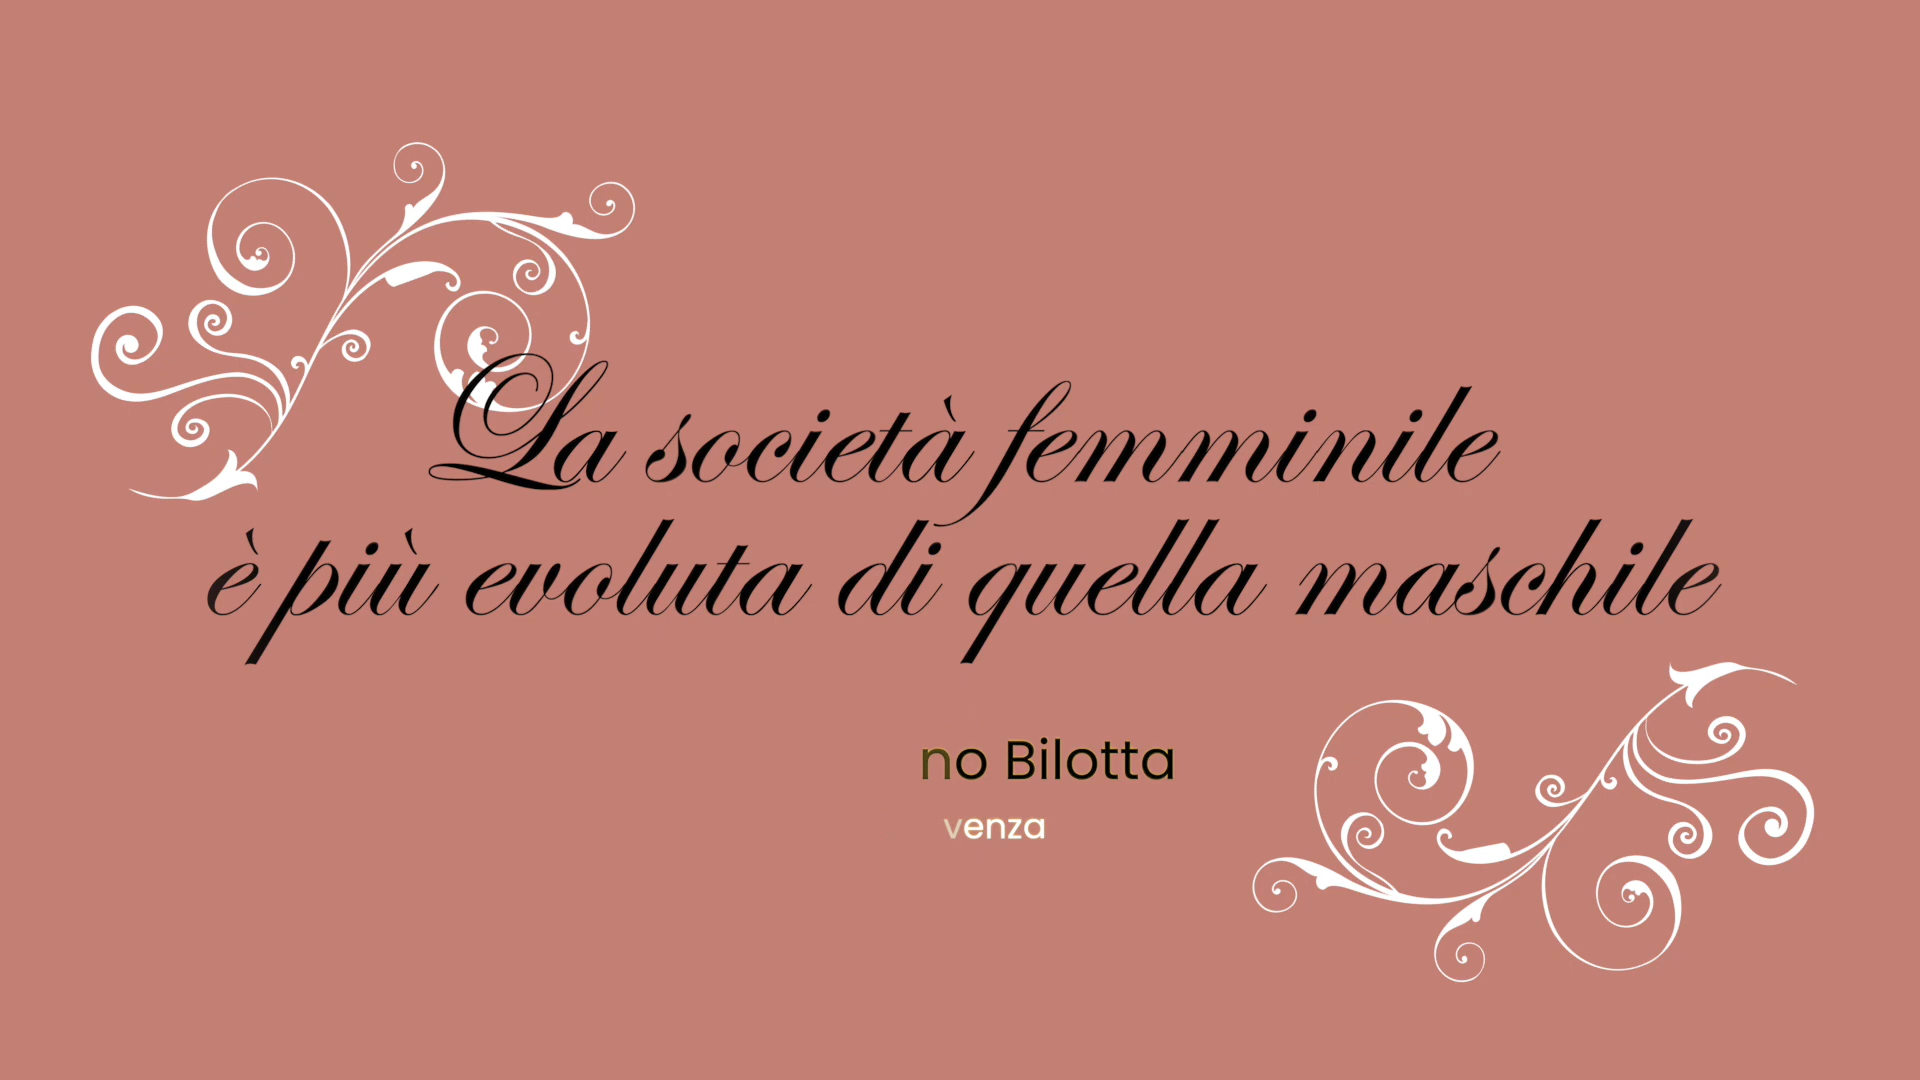 La società femminile
è più evoluta di quella maschile
no Bilotta
venza